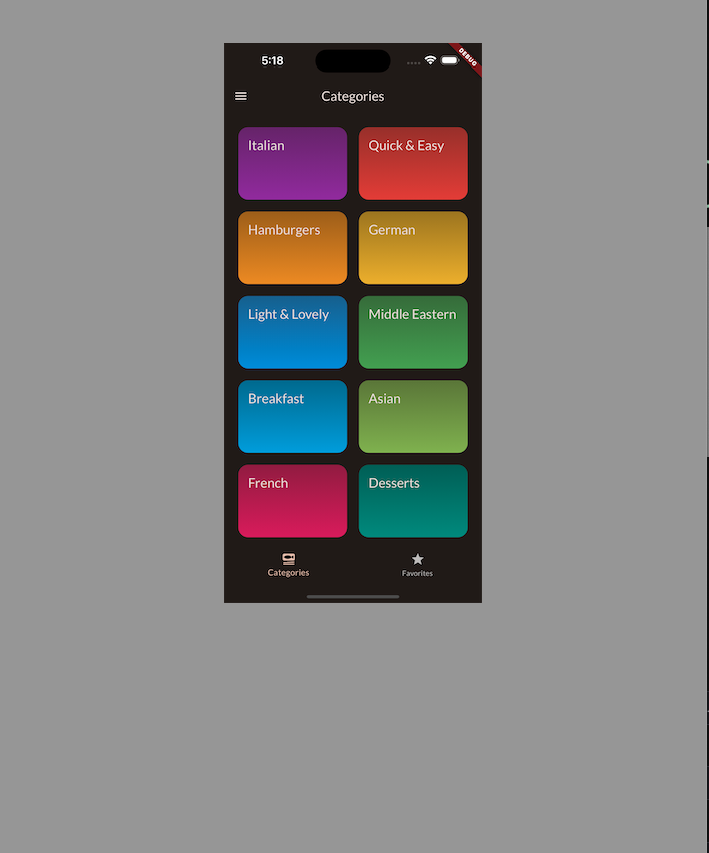 5:18
DEBUG
Categories
Italian
Quick & Easy
Hamburgers
German
Light & Lovely
Middle Eastern
Breakfast
Asian
French
Desserts
Categories
Favorites